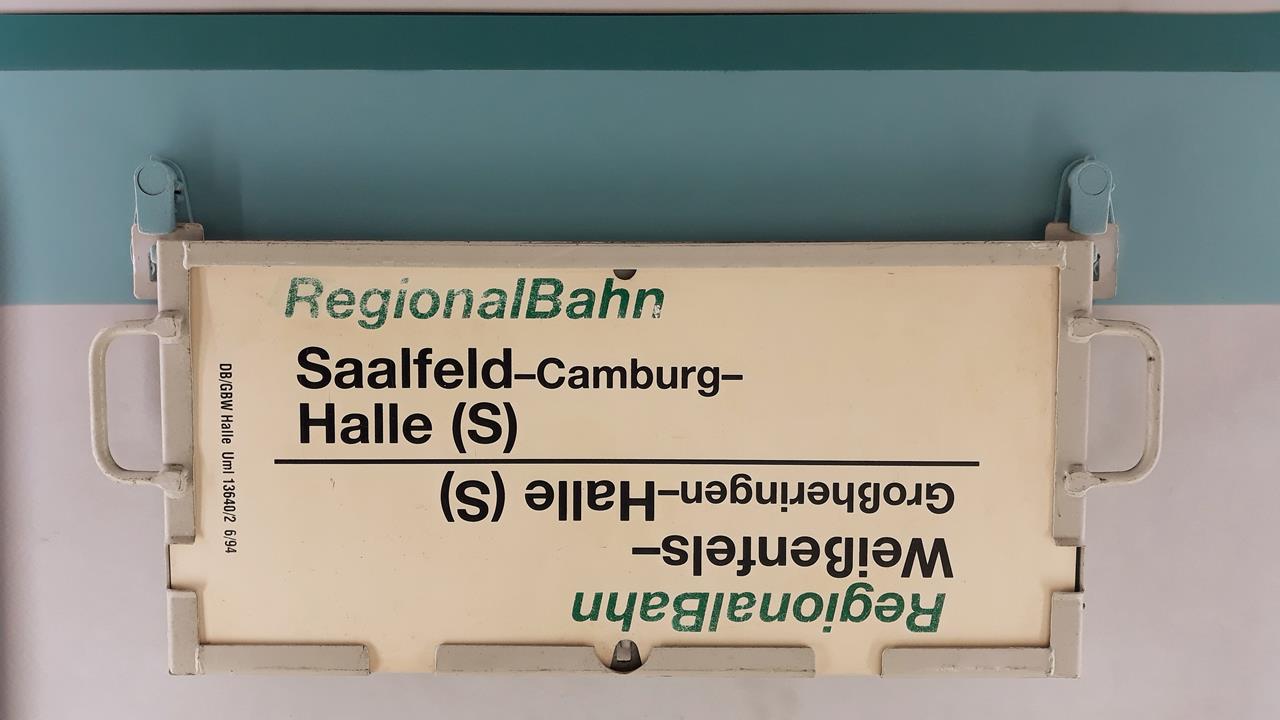 RegionalBahn
Saalfeld–Camburg–
Halle (S)
RegionalBahn
Weißenfels–
Großheringen–Halle (S)
DB/GBW Halle Uml 13640/2 6/94